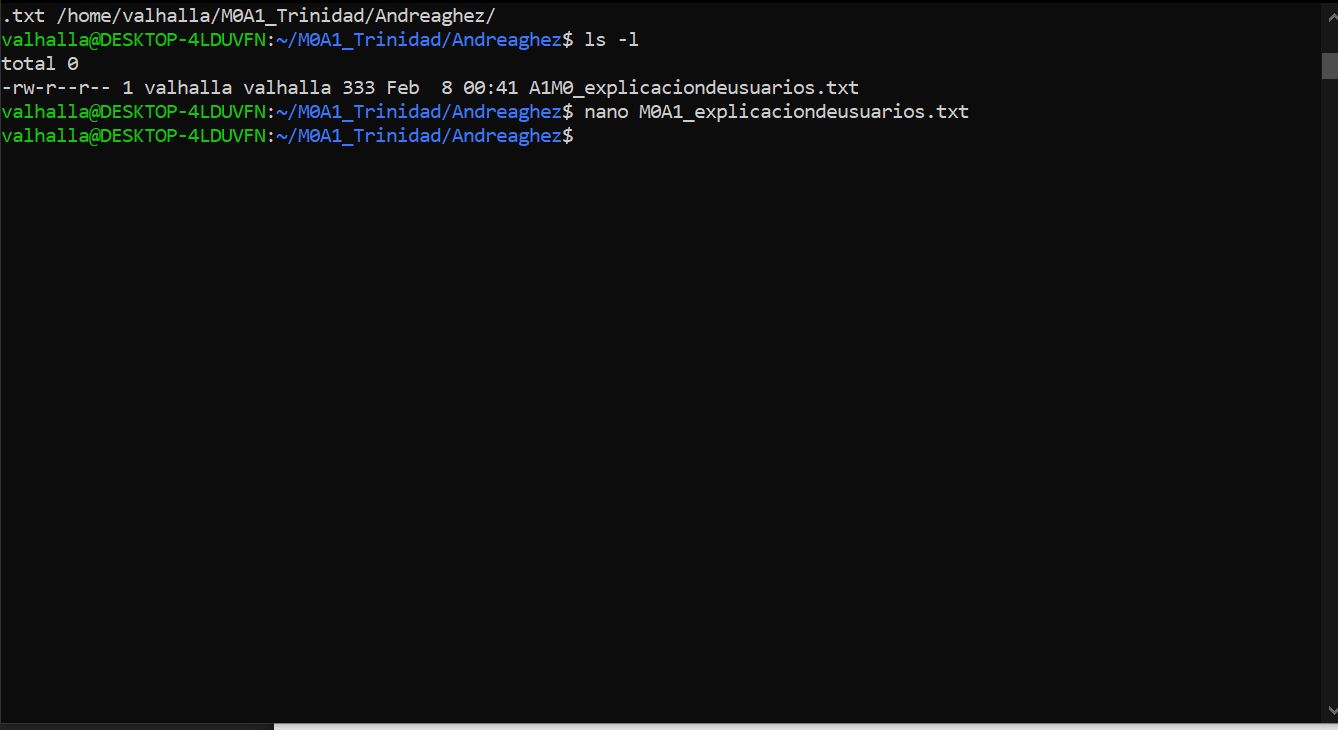 .txt /home/valhalla/M0A1_Trinidad/Andreaghez/
valhalla@DESKTOP-4LDUVFN:~/M0A1_Trinidad/Andreaghez$ ls -l
total 0
-rw-r--r-- 1 valhalla valhalla 333 Feb  8 00:41 A1M0_explicaciondeusuarios.txt
valhalla@DESKTOP-4LDUVFN:~/M0A1_Trinidad/Andreaghez$ nano M0A1_explicaciondeusuarios.txt
valhalla@DESKTOP-4LDUVFN:~/M0A1_Trinidad/Andreaghez$